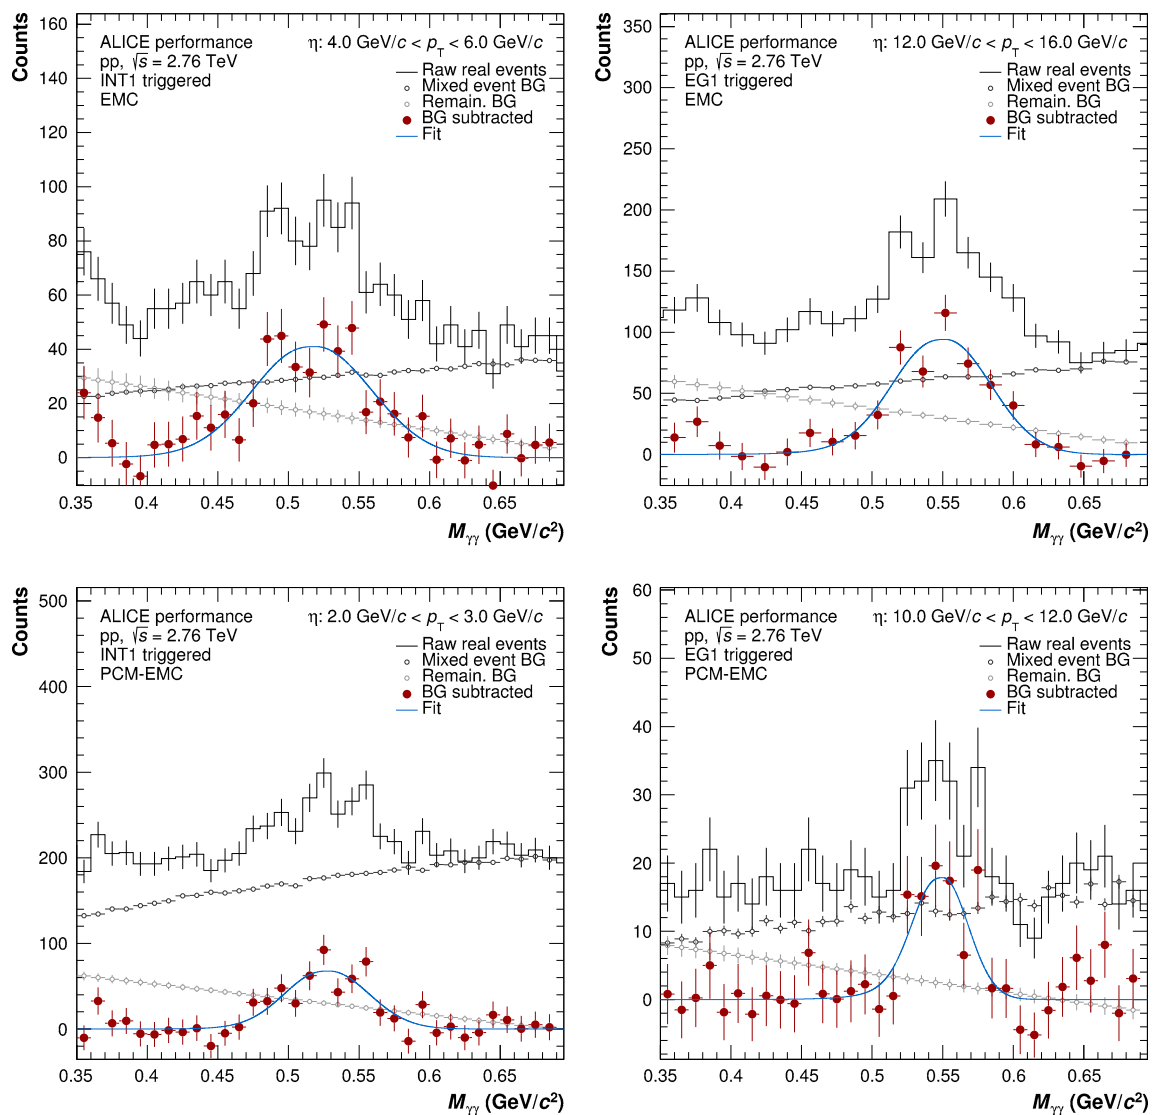 Counts
160
140
120
100
80
60
40
20
0
ALICE performance
pp, √s = 2.76 TeV
INT1 triggered
EMC
η: 4.0 GeV/c < pT < 6.0 GeV/c
Raw real events
Mixed event BG
Remain. BG
BG subtracted
Fit
0.35 0.4 0.45 0.5 0.55 0.6 0.65
Mγγ (GeV/c²)
Counts
350
300
250
200
150
100
50
0
ALICE performance
pp, √s = 2.76 TeV
EG1 triggered
EMC
η: 12.0 GeV/c < pT < 16.0 GeV/c
Raw real events
Mixed event BG
Remain. BG
BG subtracted
Fit
0.35 0.4 0.45 0.5 0.55 0.6 0.65
Mγγ (GeV/c²)
Counts
500
400
300
200
100
0
ALICE performance
pp, √s = 2.76 TeV
INT1 triggered
PCM-EMC
η: 2.0 GeV/c < pT < 3.0 GeV/c
Raw real events
Mixed event BG
Remain. BG
BG subtracted
Fit
0.35 0.4 0.45 0.5 0.55 0.6 0.65
Mγγ (GeV/c²)
Counts
60
50
40
30
20
10
0
ALICE performance
pp, √s = 2.76 TeV
EG1 triggered
PCM-EMC
η: 10.0 GeV/c < pT < 12.0 GeV/c
Raw real events
Mixed event BG
Remain. BG
BG subtracted
Fit
0.35 0.4 0.45 0.5 0.55 0.6 0.65
Mγγ (GeV/c²)